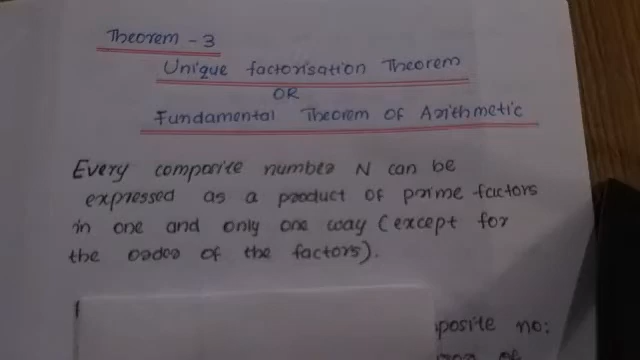 Theorem - 3
Unique factorisation Theorem
OR
Fundamental Theorem of Arithmetic
Every composite number N can be
expressed as a product of prime factors
in one and only one way (except for
the order of the factors).
no:
of